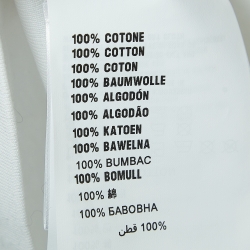 100% COTONE
100% COTTON
100% COTON
100% BAUMWOLLE
100% ALGODÓN
100% ALGODÃO
100% KATOEN
100% BAWELNA
100% BUMBAC
100% BOMULL
100% 綿
100% БАВОВНА
100% قطن